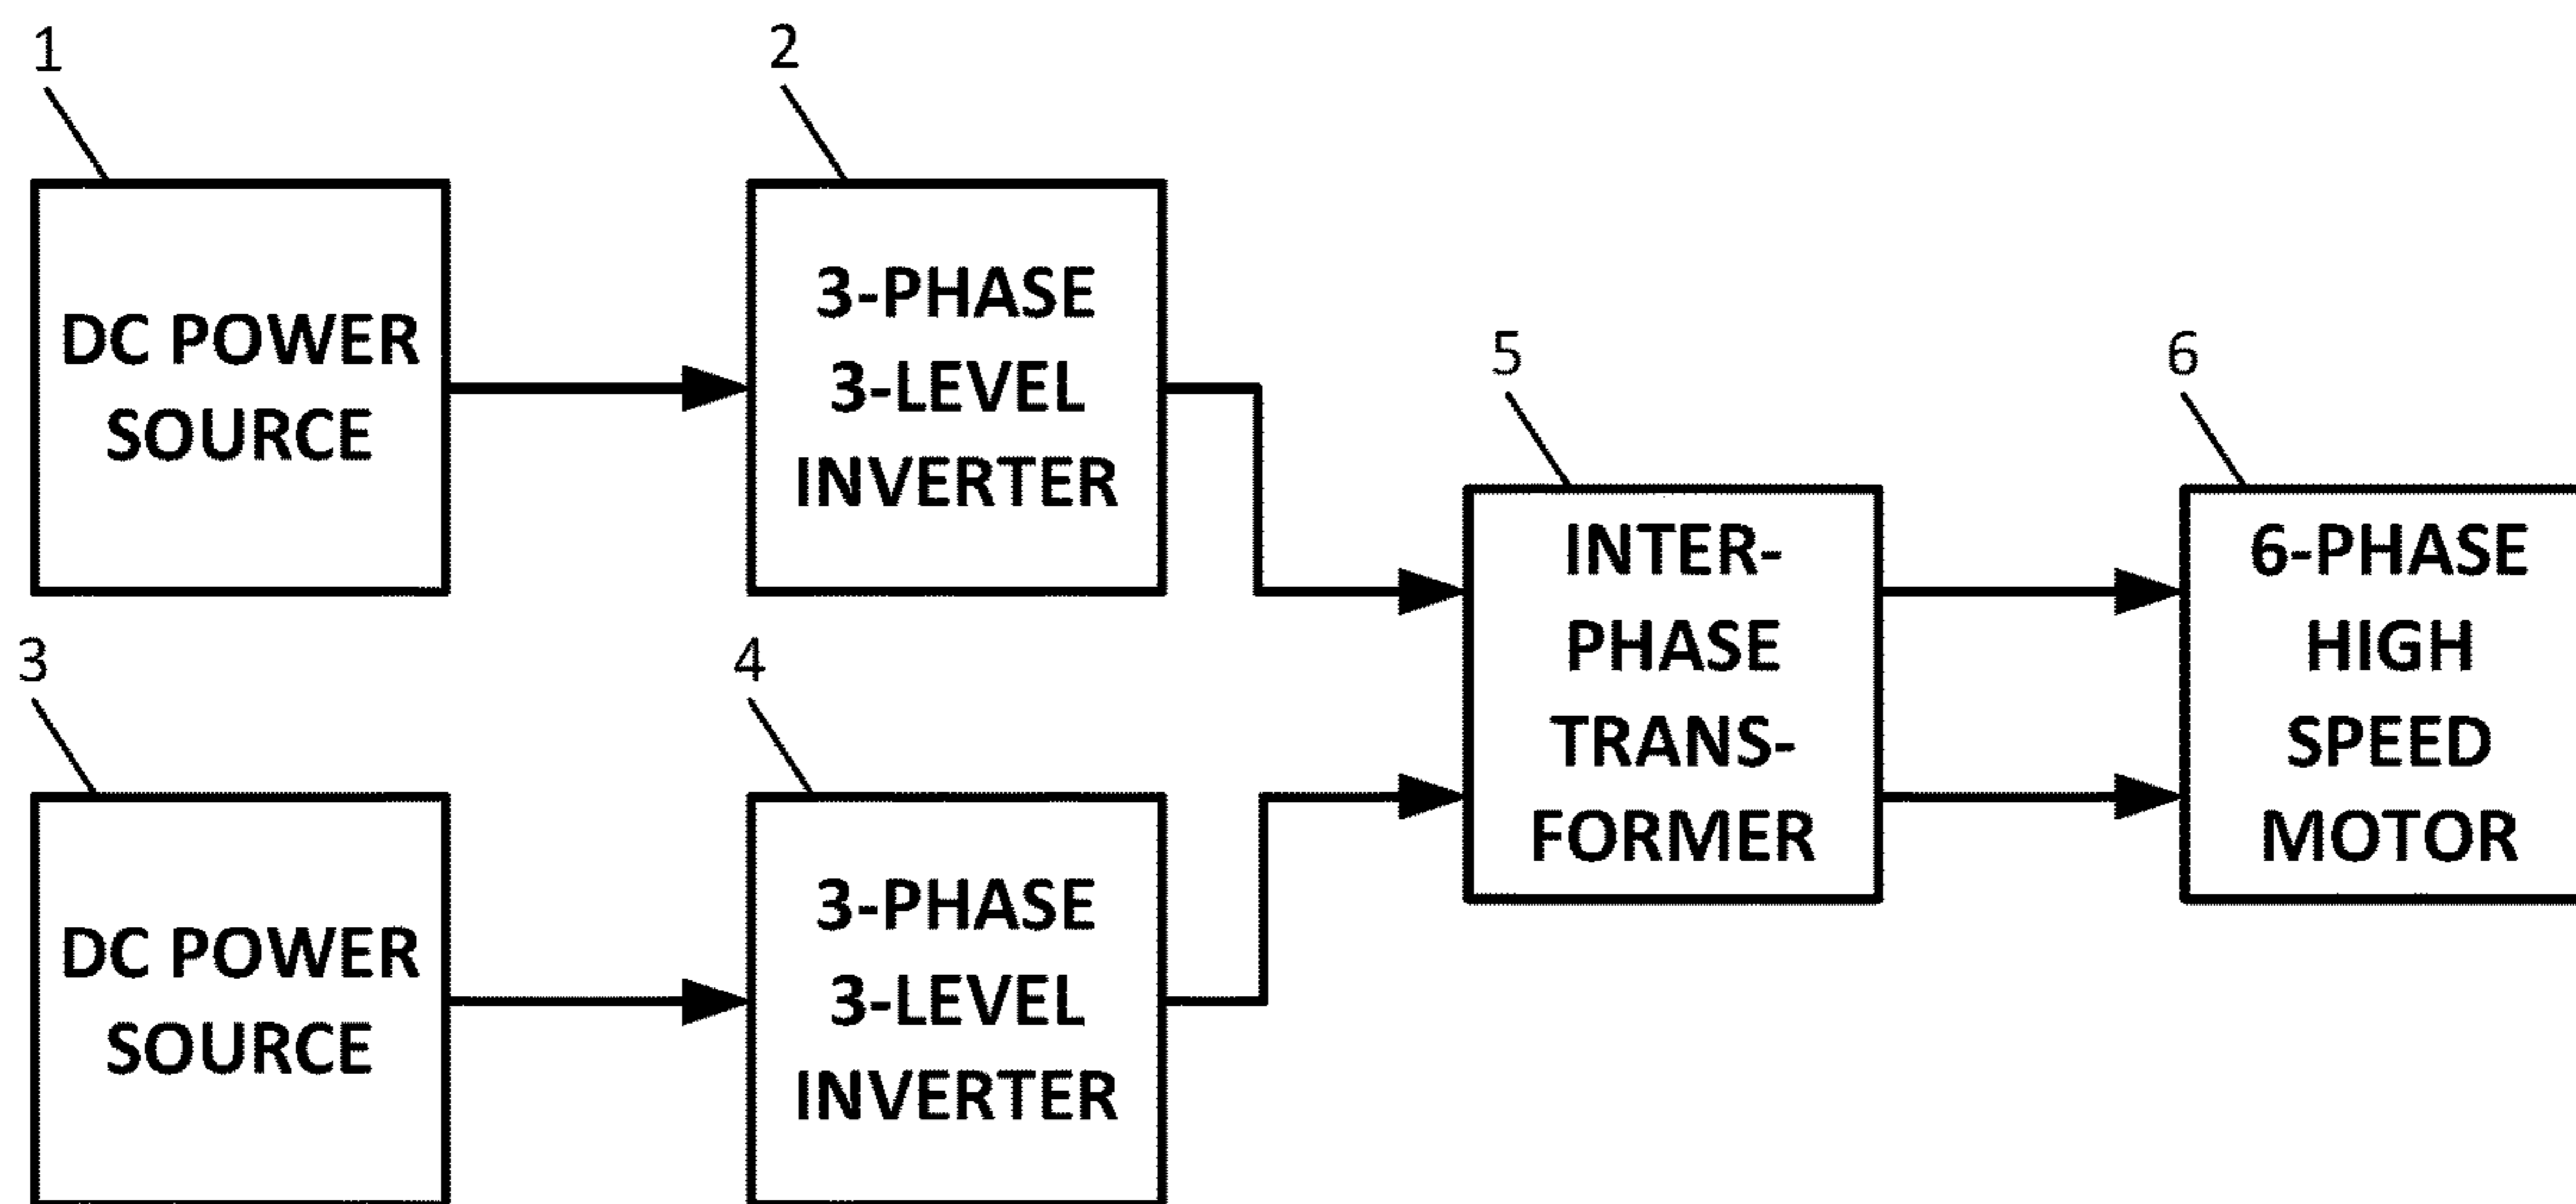 1
2
DC POWER
SOURCE
3-PHASE
3-LEVEL
INVERTER
3
4
DC POWER
SOURCE
3-PHASE
3-LEVEL
INVERTER
5
6
INTER-
PHASE
TRANS-
FORMER
6-PHASE
HIGH
SPEED
MOTOR